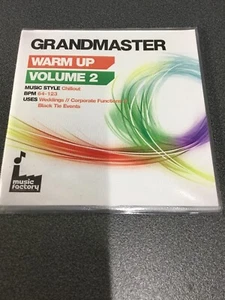 GRANDMASTER
WARM UP
VOLUME 2
MUSIC STYLE Chillout
BPM 64-123
USES Weddings // Corporate Functions //
Black Tie Events
music
factory